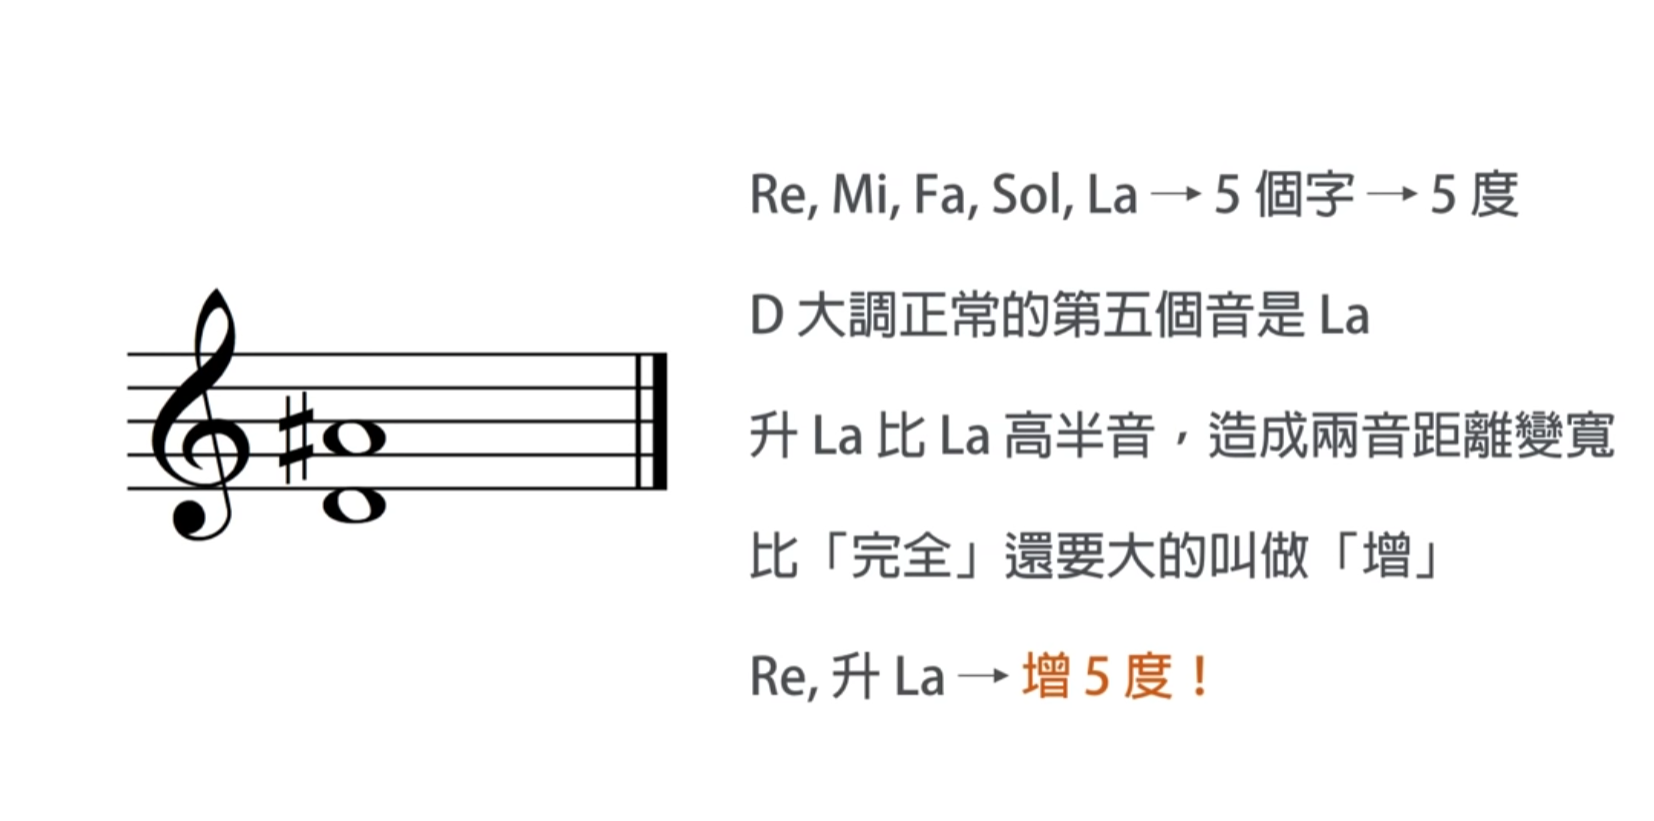 Re, Mi, Fa, Sol, La → 5 個字 → 5 度
D 大調正常的第五個音是 La
升 La 比 La 高半音，造成兩音距離變寬
比「完全」還要大的叫做「增」
Re, 升 La → 增 5 度！